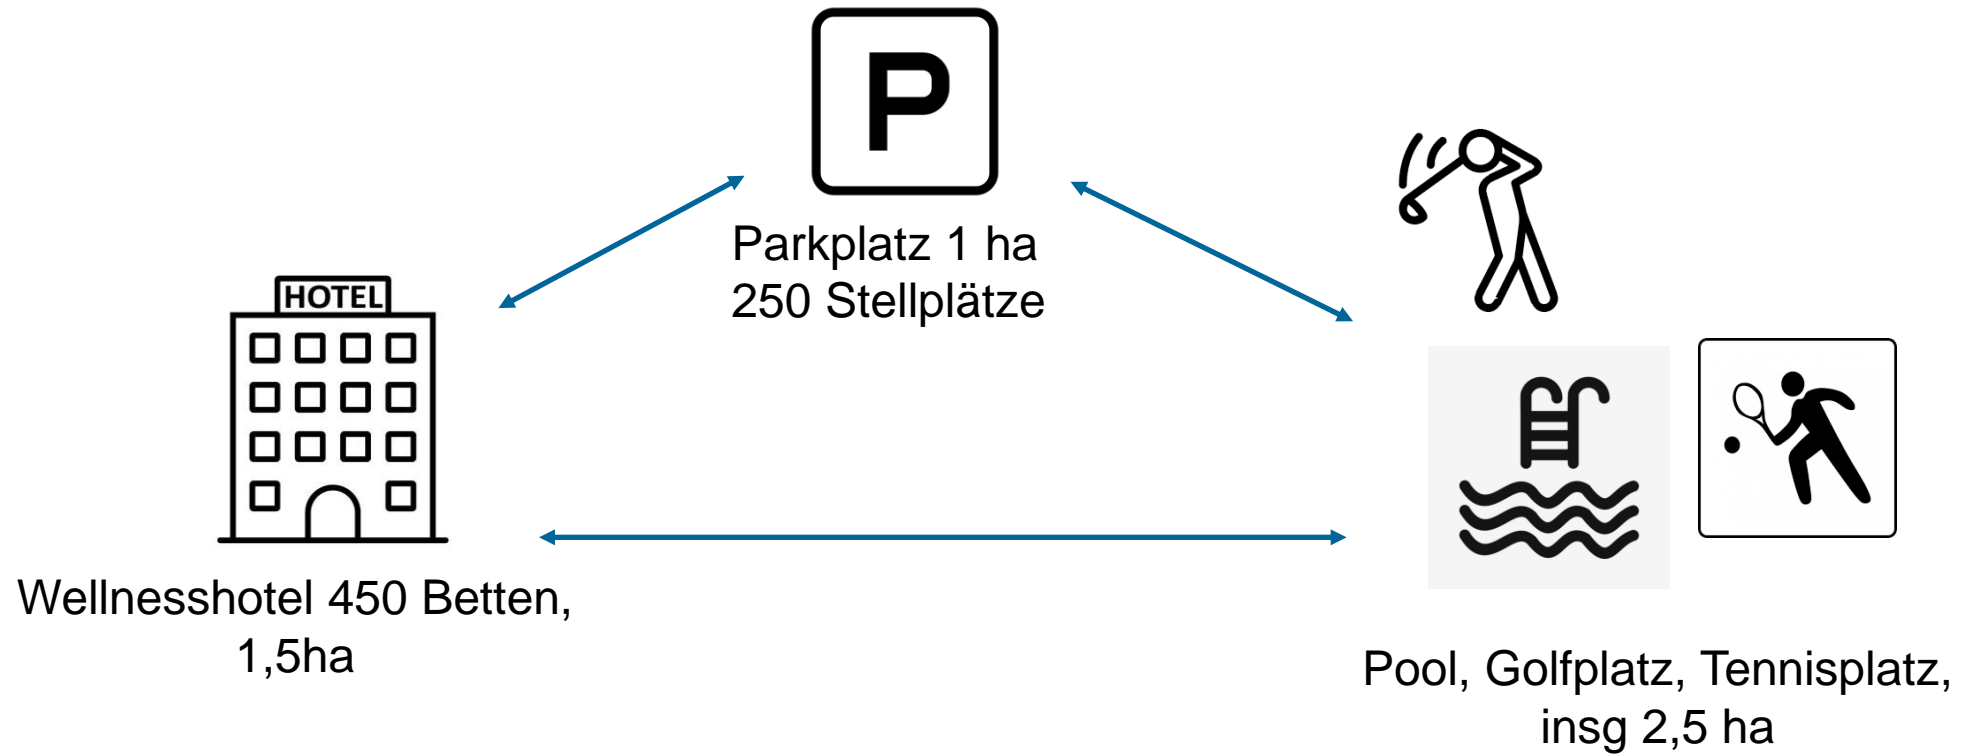 P
Parkplatz 1 ha
250 Stellplätze
HOTEL
Wellnesshotel 450 Betten,
1,5ha
Pool, Golfplatz, Tennisplatz,
insg 2,5 ha